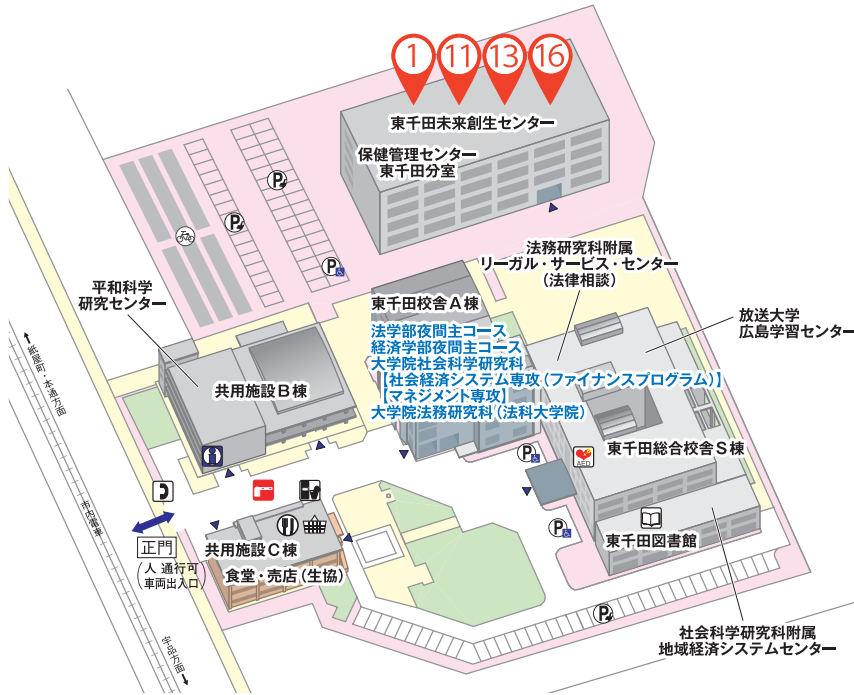 1
11
13
16
東千田未来創生センター
保健管理センター
東千田分室
P
P
P
法務研究科附属
リーガル・サービス・センター
(法律相談)
平和科学
研究センター
東千田校舎A棟
法学部夜間主コース
経済学部夜間主コース
大学院社会科学研究科
【社会経済システム専攻(ファイナンスプログラム)】
【マネジメント専攻】
大学院法務研究科(法科大学院)
放送大学
広島学習センター
紙屋町・本通方面
共用施設B棟
東千田総合校舎S棟
P
AED
市内電車
正門
(人 通行可
車両出入口)
共用施設C棟
食堂・売店(生協)
P
東千田図書館
P
宇品方面
社会科学研究科附属
地域経済システムセンター